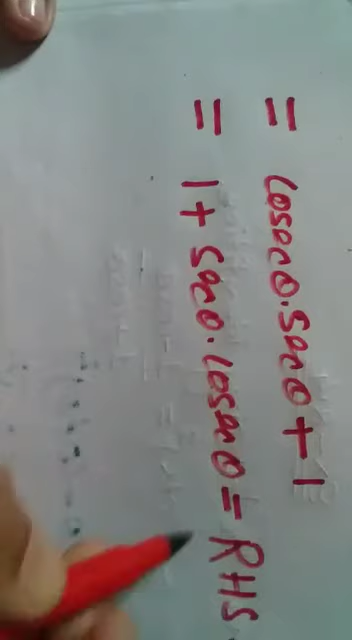 = cosecθ.secθ+1
= 1+ secθ.cosecθ = RHS